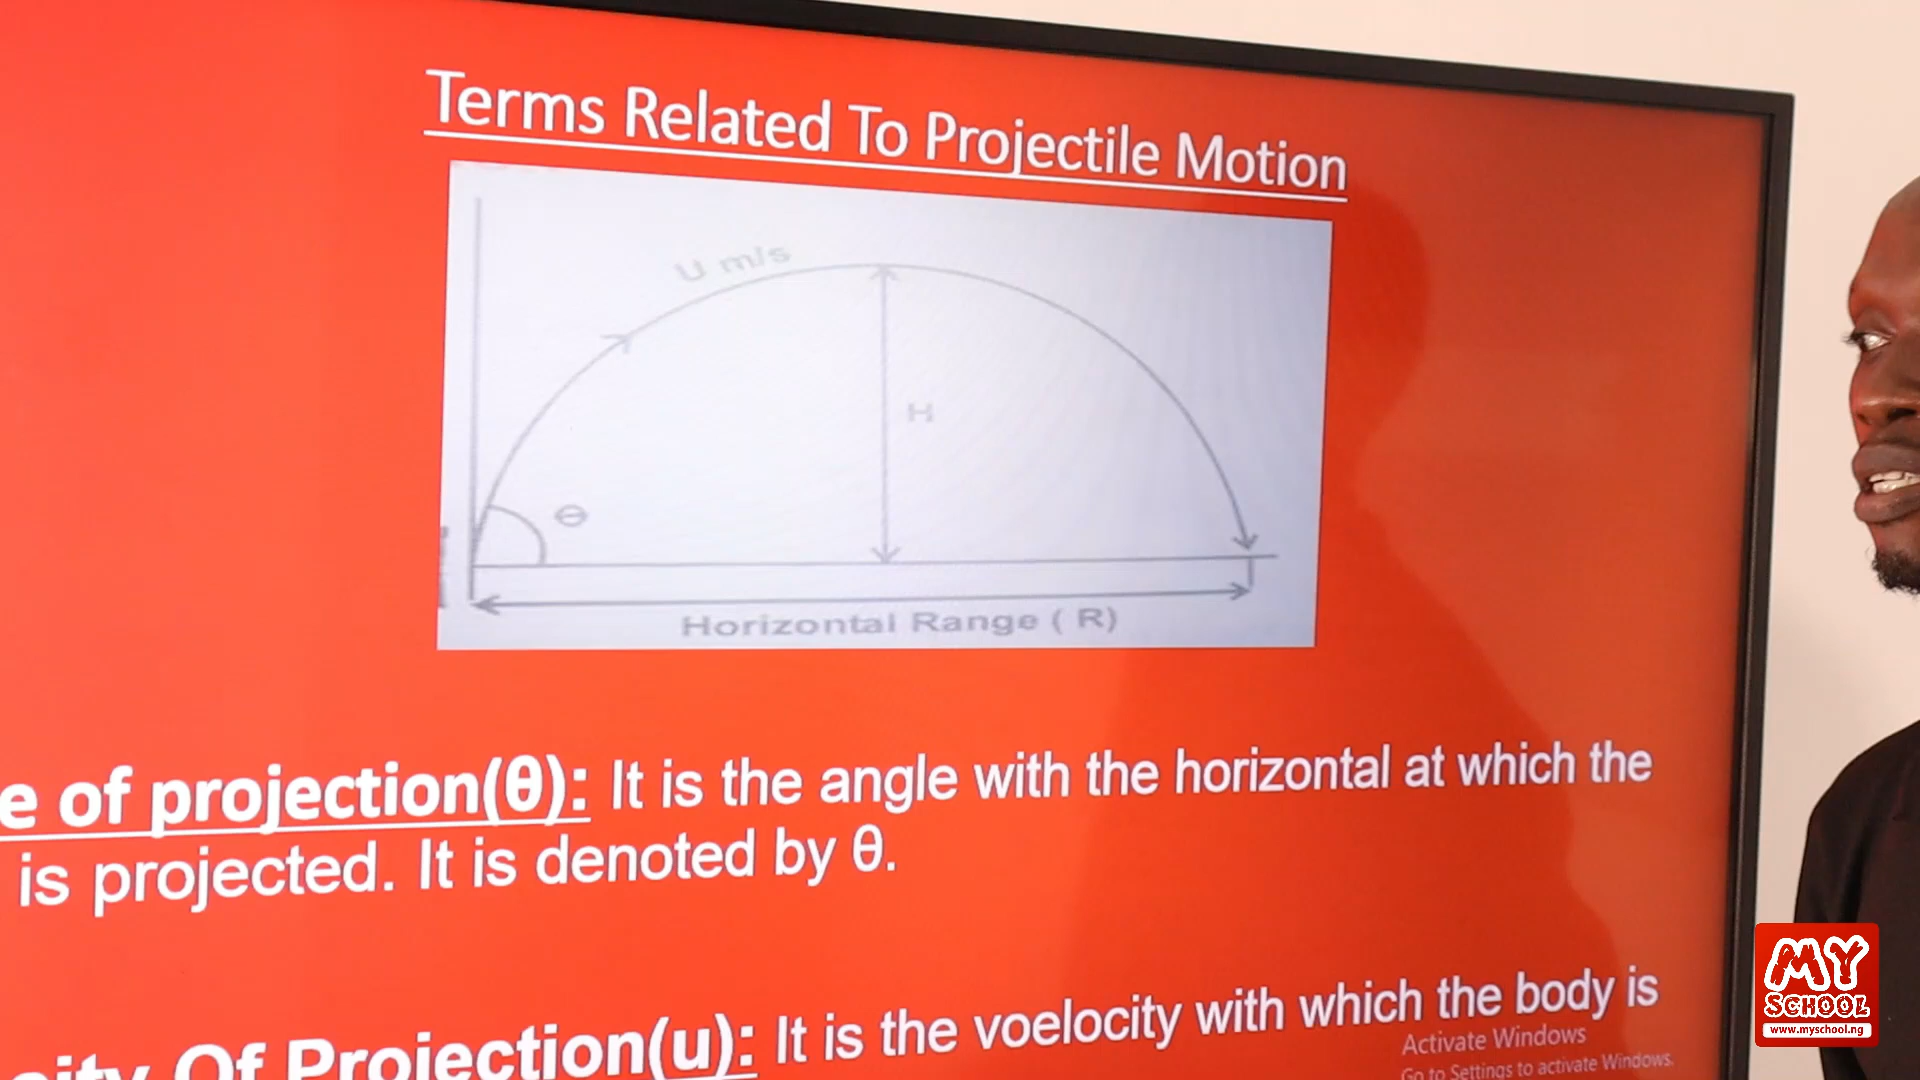 Terms Related To Projectile Motion
U m/s
H
θ
Horizontal Range ( R)
e of projection(θ): It is the angle with the horizontal at which the
is projected. It is denoted by θ.
city Of Projection(u): It is the voelocity with which the body is
Activate Windows
Go to Settings to activate Windows.
MY
SCHOOL
www.myschool.ng